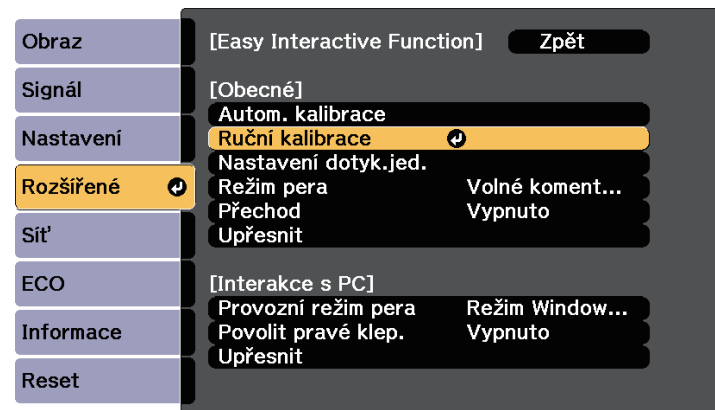 Obraz
Signál
Nastavení
Rozšířené
Síť
ECO
Informace
Reset
[Easy Interactive Function] Zpět
[Obecné]
Autom. kalibrace
Ruční kalibrace
Nastavení dotyk.jed.
Režim pera Volné koment...
Přechod Vypnuto
Upřesnit
[Interakce s PC]
Provozní režim pera Režim Window...
Povolit pravé klep. Vypnuto
Upřesnit